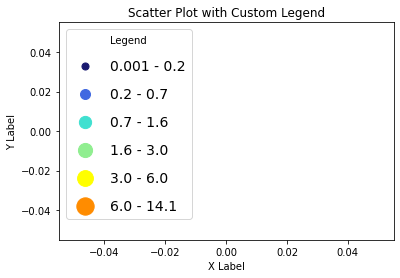 Scatter Plot with Custom Legend
Legend
0.001 - 0.2
0.2 - 0.7
0.7 - 1.6
1.6 - 3.0
3.0 - 6.0
6.0 - 14.1
Y Label
0.04
0.02
0.00
−0.02
−0.04
−0.04
−0.02
0.00
0.02
0.04
X Label